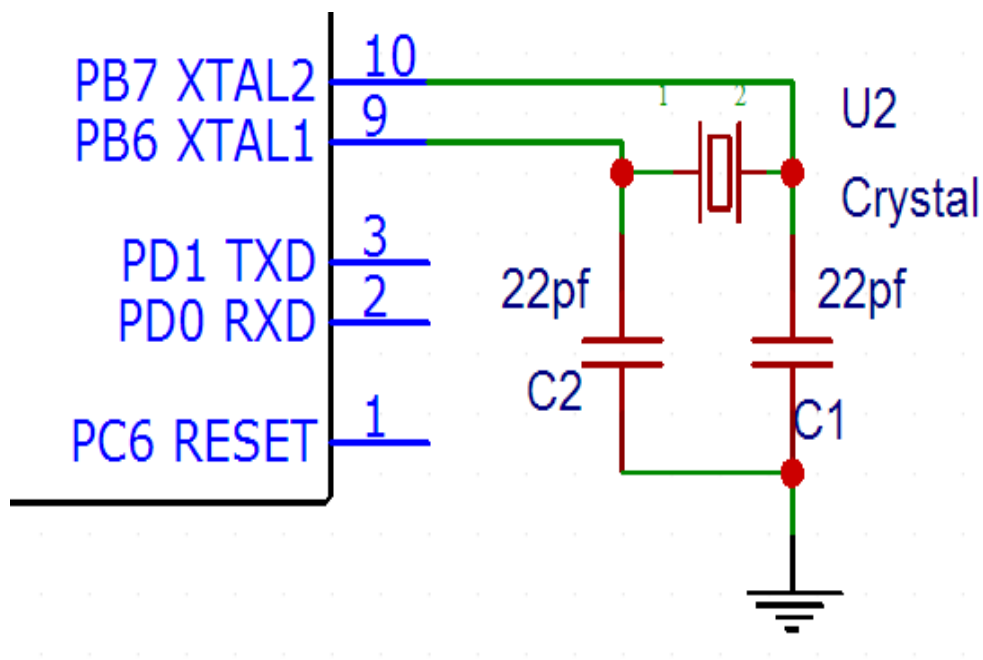 PB7 XTAL2 10
PB6 XTAL1 9
1 2
U2
Crystal
PD1 TXD 3
PD0 RXD 2
22pf 22pf
C2 C1
PC6 RESET 1